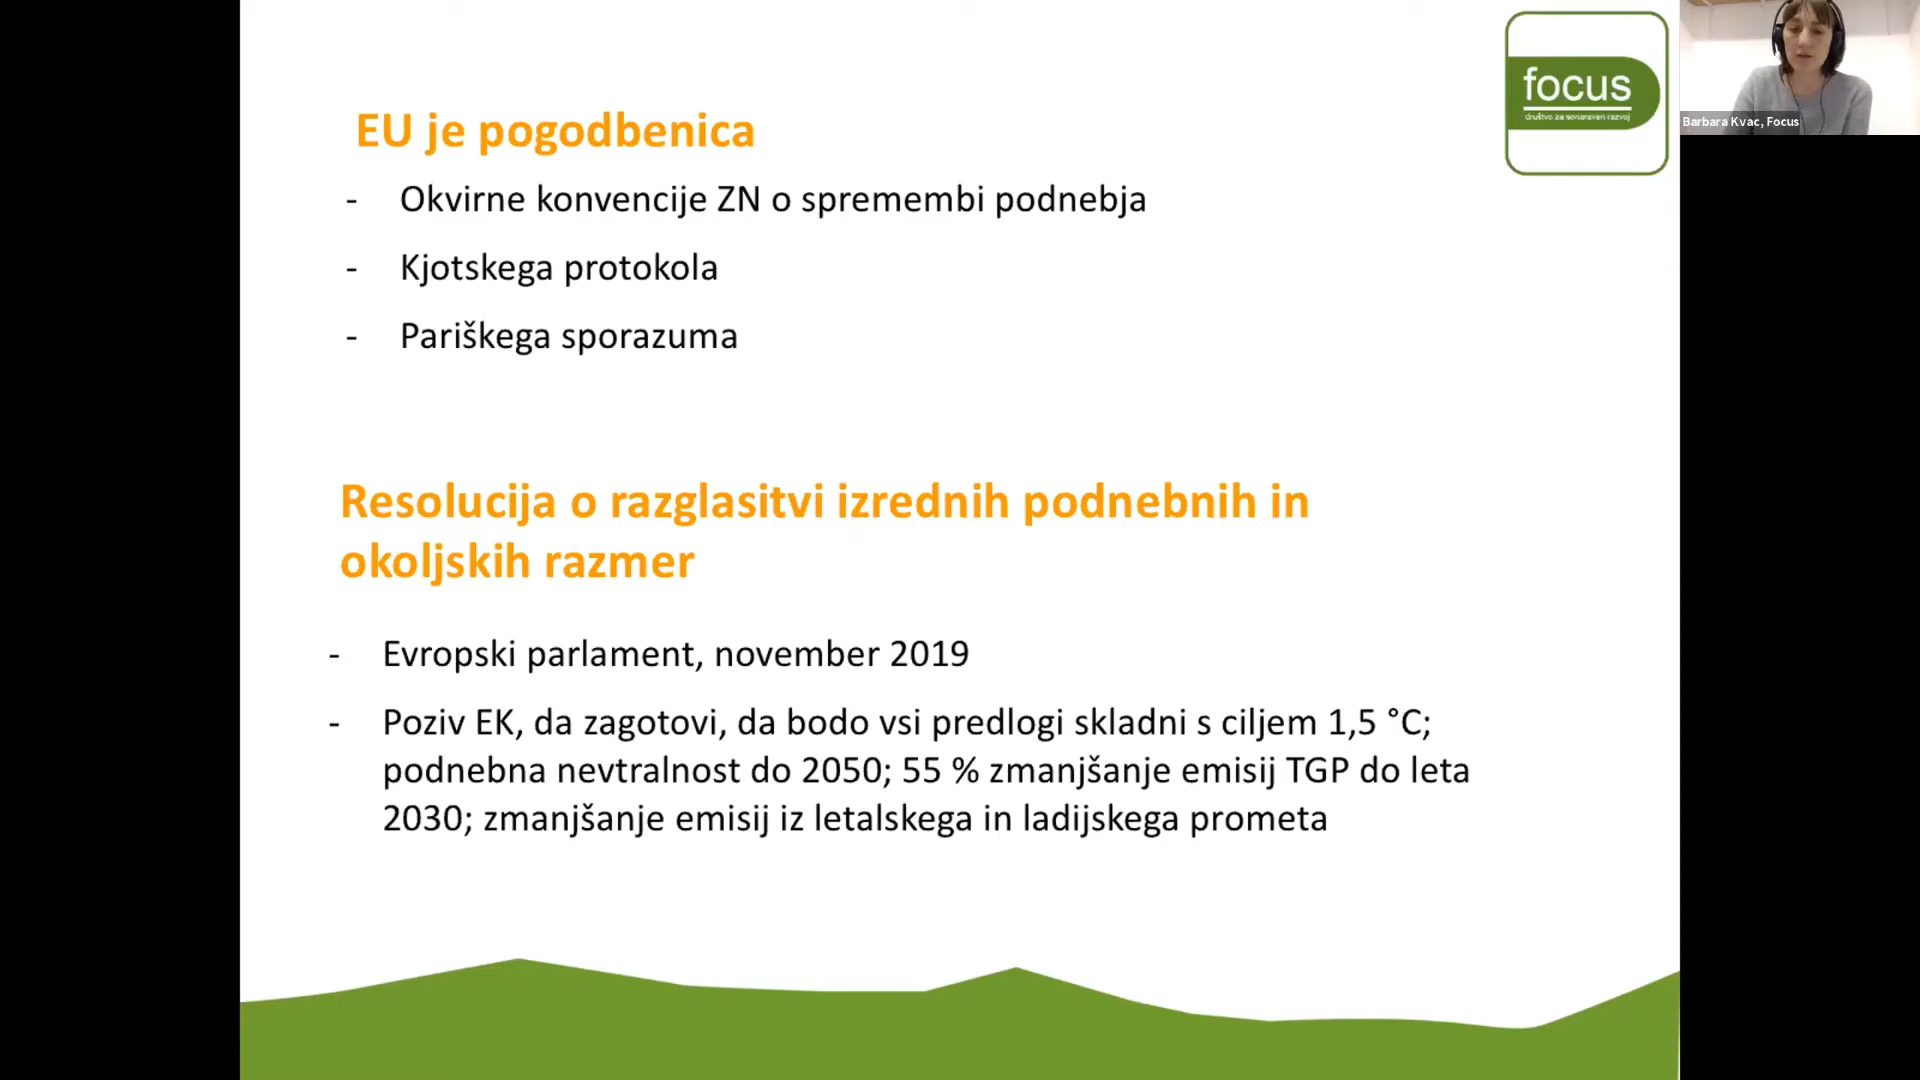 EU je pogodbenica
- Okvirne konvencije ZN o spremembi podnebja
- Kjotskega protokola
- Pariškega sporazuma
Resolucija o razglasitvi izrednih podnebnih in
okoljskih razmer
- Evropski parlament, november 2019
- Poziv EK, da zagotovi, da bodo vsi predlogi skladni s ciljem 1,5 °C;
podnebna nevtralnost do 2050; 55 % zmanjšanje emisij TGP do leta
2030; zmanjšanje emisij iz letalskega in ladijskega prometa
focus
društvo za sonaraven razvoj
Barbara Kvac, Focus